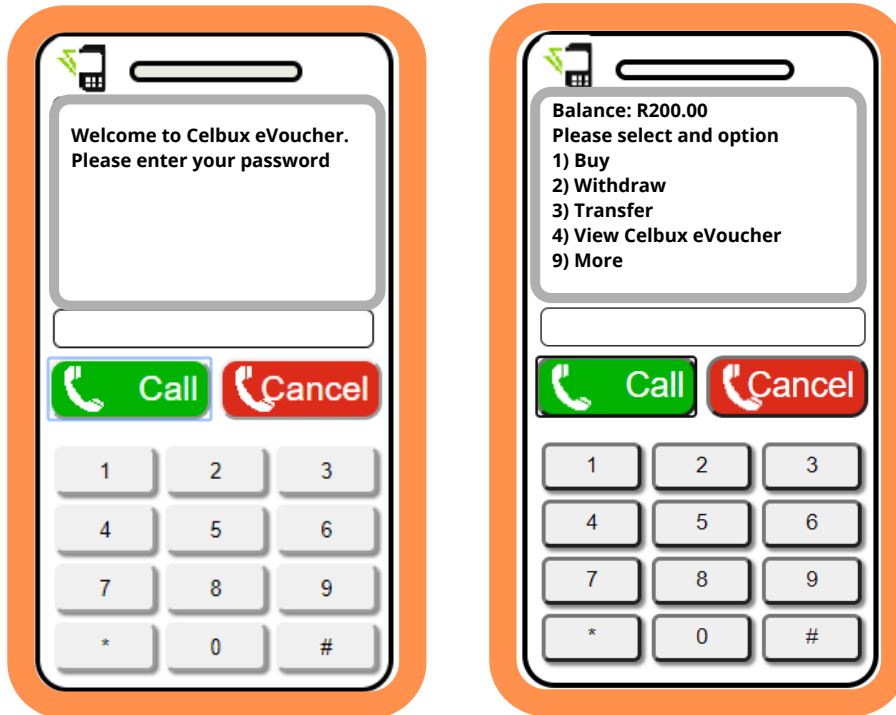 Welcome to Celbux eVoucher.
Please enter your password
Call
Cancel
1 2 3
4 5 6
7 8 9
* 0 #
Balance: R200.00
Please select and option
1) Buy
2) Withdraw
3) Transfer
4) View Celbux eVoucher
9) More
Call
Cancel
1 2 3
4 5 6
7 8 9
* 0 #